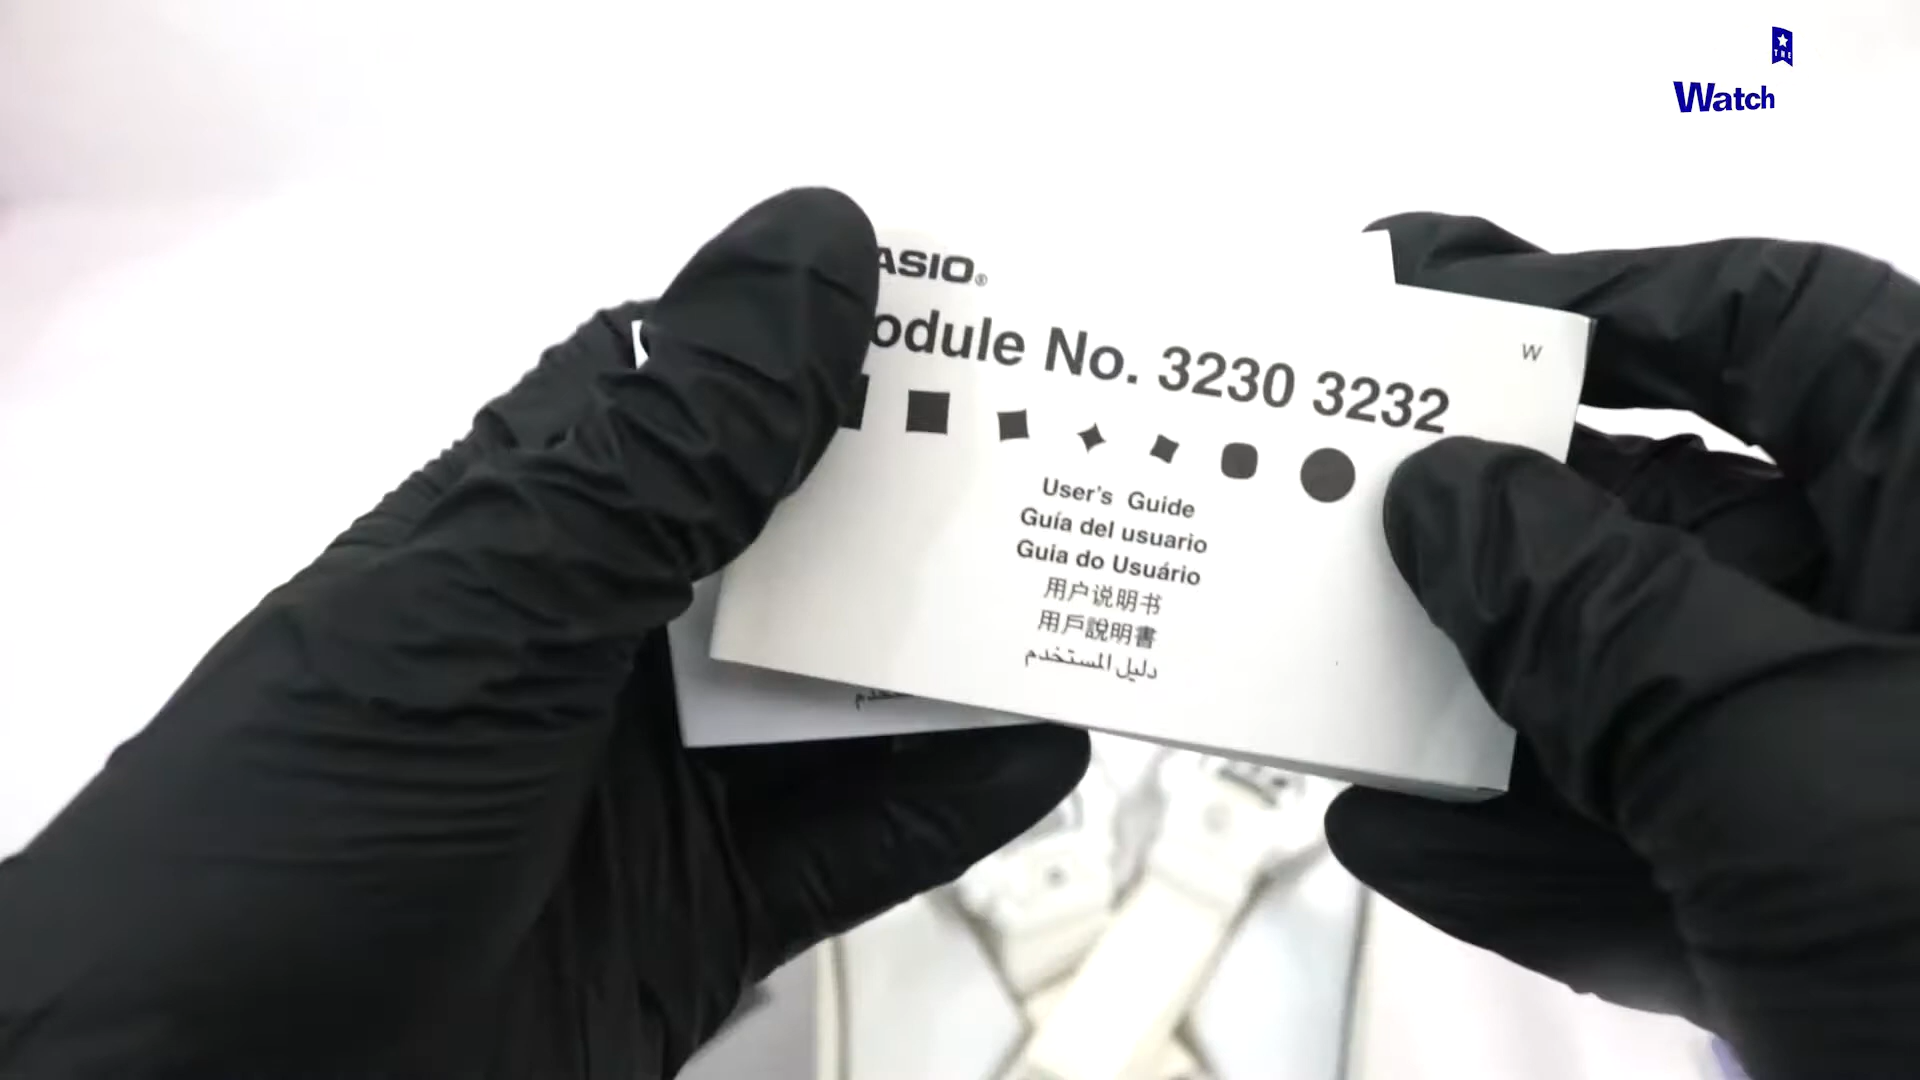 THE
Watch
ASIO®
odule No. 3230 3232
W
User's Guide
Guía del usuario
Guia do Usuário
用户说明书
用戶說明書
دليل المستخدم